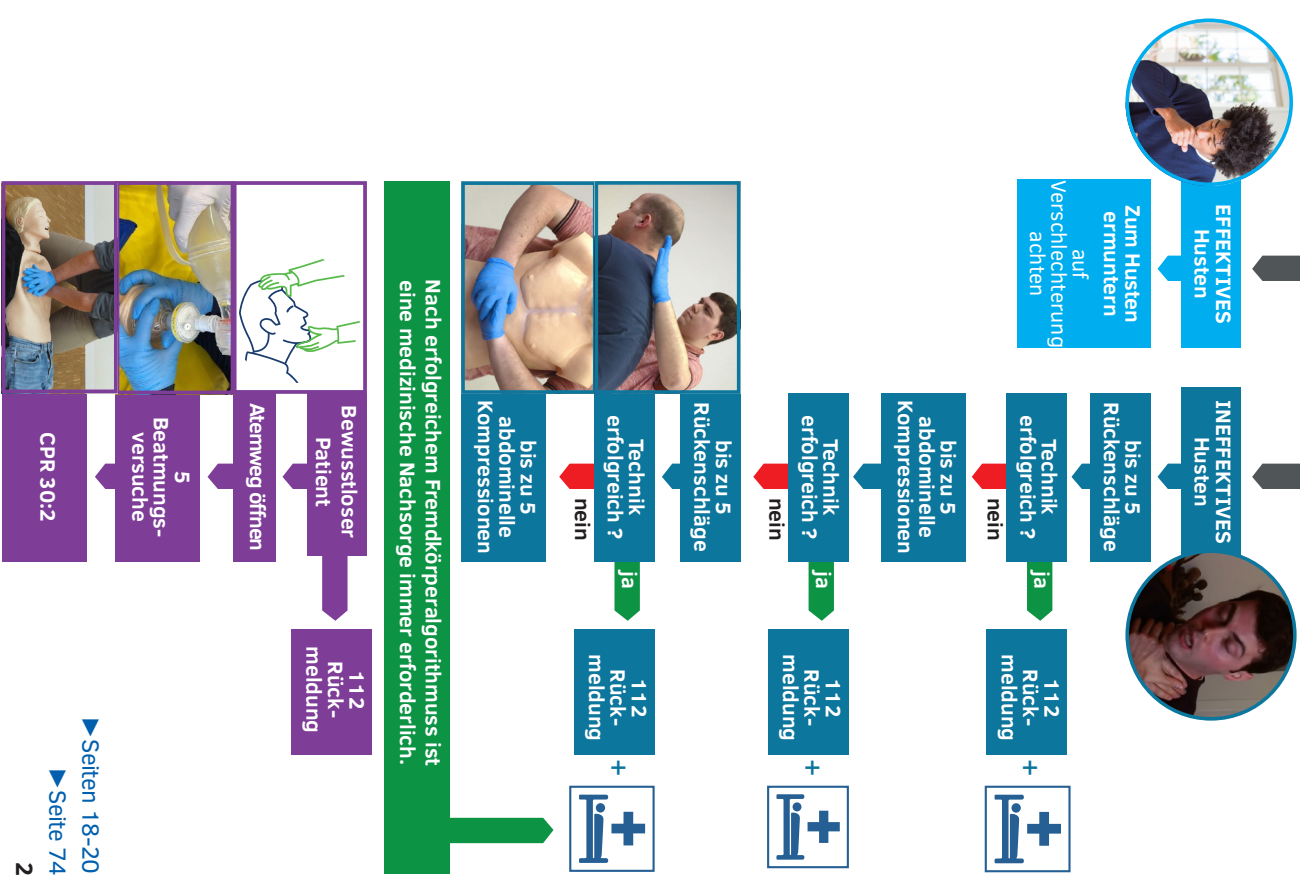 EFFEKTIVES
Husten
Zum Husten
ermuntern
auf
Verschlechterung
achten
INEFFEKTIVES
Husten
bis zu 5
Rückenschläge
Technik
erfolgreich ?
ja
112
Rück-
meldung
+
nein
bis zu 5
abdominelle
Kompressionen
Technik
erfolgreich ?
ja
112
Rück-
meldung
+
nein
bis zu 5
Rückenschläge
Technik
erfolgreich ?
ja
112
Rück-
meldung
+
nein
bis zu 5
abdominelle
Kompressionen
Nach erfolgreichem Fremdkörperalgorithmuss ist
eine medizinische Nachsorge immer erforderlich.
Bewusstloser
Patient
112
Rück-
meldung
Atemweg öffnen
5
Beatmungs-
versuche
CPR 30:2
▶Seiten 18-20
▶Seite 74
2